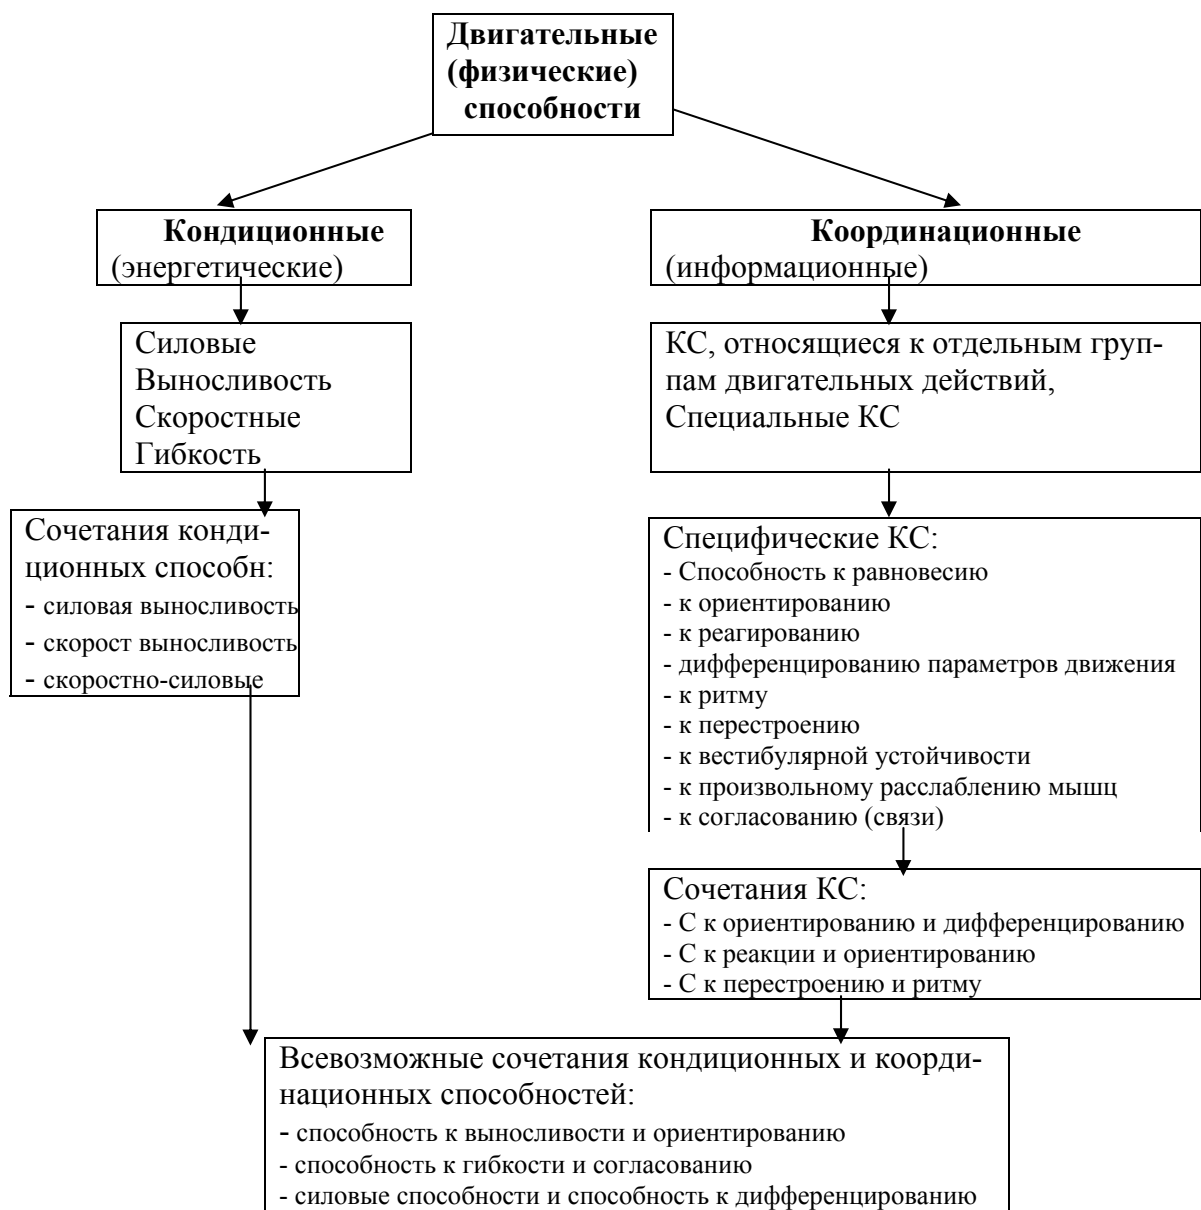 Двигательные
(физические)
способности
Кондиционные
(энергетические)
Координационные
(информационные)
Силовые
Выносливость
Скоростные
Гибкость
КС, относящиеся к отдельным груп-
пам двигательных действий,
Специальные КС
Сочетания конди-
ционных способн:
- силовая выносливость
- скорост выносливость
- скоростно-силовые
Специфические КС:
- Способность к равновесию
- к ориентированию
- к реагированию
- дифференцированию параметров движения
- к ритму
- к перестроению
- к вестибулярной устойчивости
- к произвольному расслаблению мышц
- к согласованию (связи)
Сочетания КС:
- С к ориентированию и дифференцированию
- С к реакции и ориентированию
- С к перестроению и ритму
Всевозможные сочетания кондиционных и коорди-
национных способностей:
- способность к выносливости и ориентированию
- способность к гибкости и согласованию
- силовые способности и способность к дифференцированию